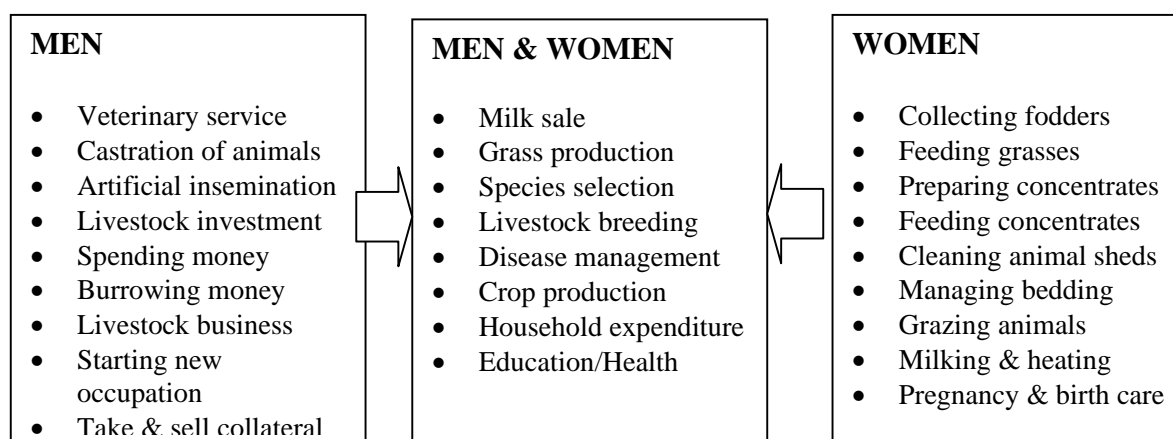 MEN
• Veterinary service
• Castration of animals
• Artificial insemination
• Livestock investment
• Spending money
• Burrowing money
• Livestock business
• Starting new
occupation
• Take & sell collateral
MEN & WOMEN
• Milk sale
• Grass production
• Species selection
• Livestock breeding
• Disease management
• Crop production
• Household expenditure
• Education/Health
WOMEN
• Collecting fodders
• Feeding grasses
• Preparing concentrates
• Feeding concentrates
• Cleaning animal sheds
• Managing bedding
• Grazing animals
• Milking & heating
• Pregnancy & birth care